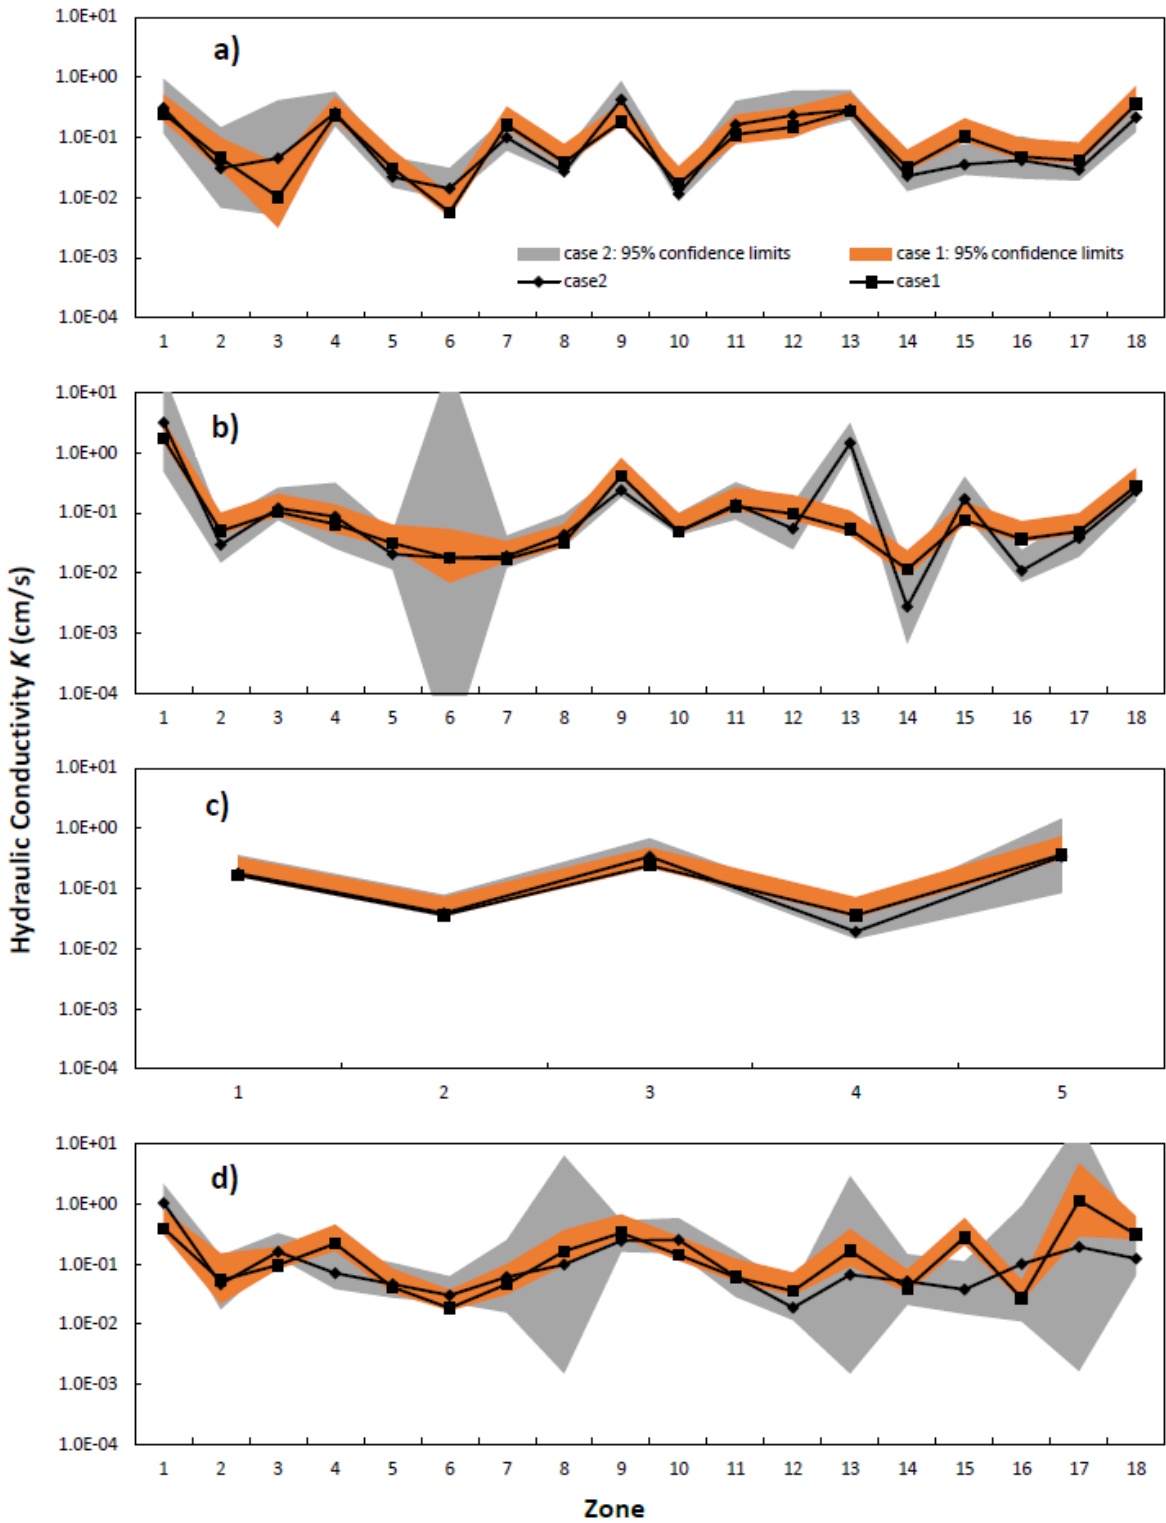 Hydraulic Conductivity K (cm/s)
a)
1.0E+01
1.0E+00
1.0E-01
1.0E-02
1.0E-03
1.0E-04
case 2: 95% confidence limits
case 1: 95% confidence limits
case2
case1
1 2 3 4 5 6 7 8 9 10 11 12 13 14 15 16 17 18
b)
1.0E+01
1.0E+00
1.0E-01
1.0E-02
1.0E-03
1.0E-04
1 2 3 4 5 6 7 8 9 10 11 12 13 14 15 16 17 18
c)
1.0E+01
1.0E+00
1.0E-01
1.0E-02
1.0E-03
1.0E-04
1 2 3 4 5
d)
1.0E+01
1.0E+00
1.0E-01
1.0E-02
1.0E-03
1.0E-04
1 2 3 4 5 6 7 8 9 10 11 12 13 14 15 16 17 18
Zone